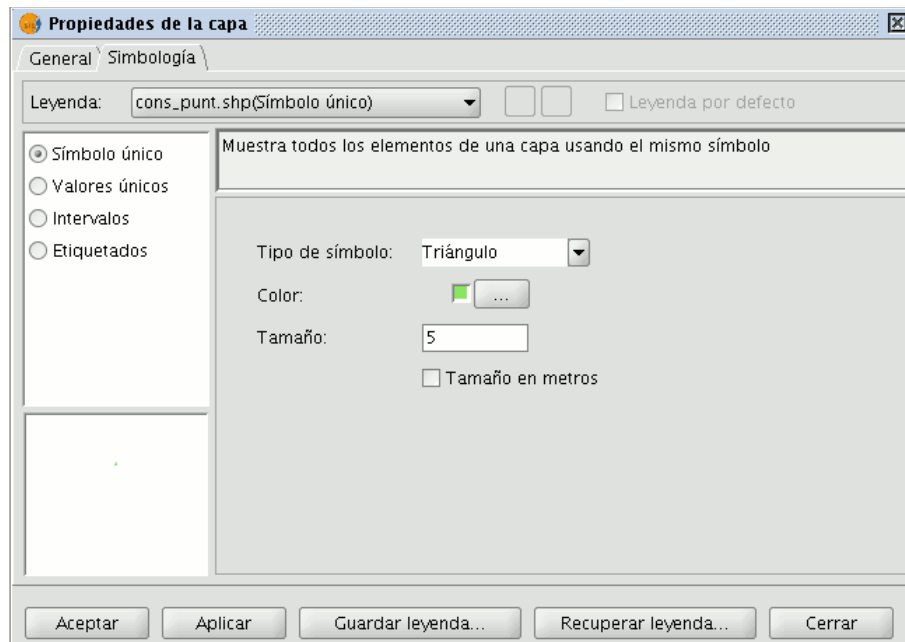 Propiedades de la capa
General
Simbología
Leyenda:
cons_punt.shp(Símbolo único)
Leyenda por defecto
Símbolo único
Valores únicos
Intervalos
Etiquetados
Muestra todos los elementos de una capa usando el mismo símbolo
Tipo de símbolo:
Triángulo
Color:
...
Tamaño:
5
Tamaño en metros
Aceptar
Aplicar
Guardar leyenda...
Recuperar leyenda...
Cerrar